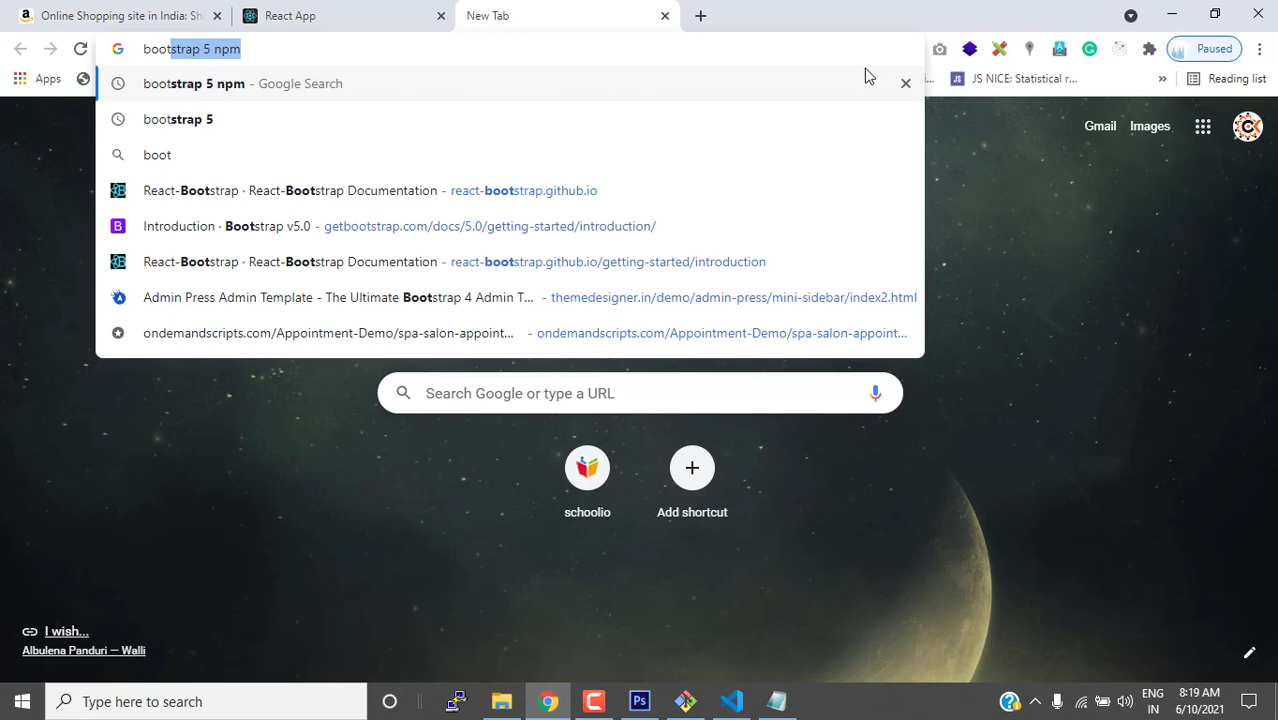 Online Shopping site in India: Sh
React App
New Tab
bootstrap 5 npm
Paused
Apps
JS NICE: Statistical r...
»
Reading list
bootstrap 5 npm - Google Search
bootstrap 5
boot
React-Bootstrap · React-Bootstrap Documentation - react-bootstrap.github.io
Introduction · Bootstrap v5.0 - getbootstrap.com/docs/5.0/getting-started/introduction/
React-Bootstrap · React-Bootstrap Documentation - react-bootstrap.github.io/getting-started/introduction
Admin Press Admin Template - The Ultimate Bootstrap 4 Admin T... - themedesigner.in/demo/admin-press/mini-sidebar/index2.html
ondemandscripts.com/Appointment-Demo/spa-salon-appoint... - ondemandscripts.com/Appointment-Demo/spa-salon-appoint...
Gmail Images
Search Google or type a URL
schoolio
Add shortcut
I wish...
Albulena Panduri — Walli
Type here to search
Ps
ENG
IN
8:19 AM
6/10/2021